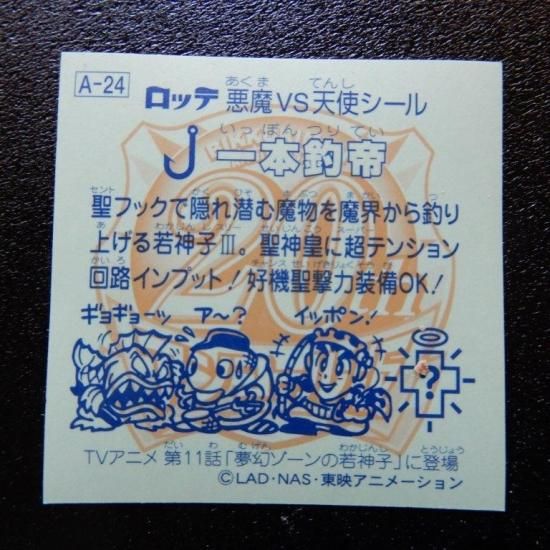 A-24
ロッテ 悪魔VS天使シール
一本釣帝
聖フックで隠れ潜む魔物を魔界から釣り
上げる若神子Ⅲ。聖神皇に超テンション
回路インプット!好機聖撃力装備OK!
ギョギョーッ ア〜? イッポン!
?
TVアニメ 第11話「夢幻ゾーンの若神子」に登場
©LAD・NAS・東映アニメーション
20th